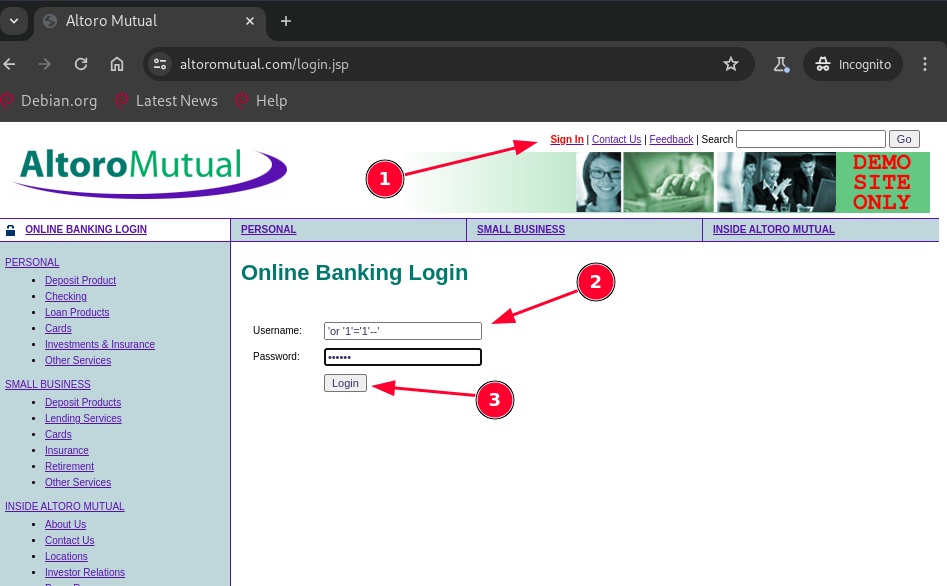 Altoro Mutual
altoromutual.com/login.jsp
Incognito
Debian.org Latest News Help
Sign In | Contact Us | Feedback | Search Go
AltoroMutual
1
DEMO
SITE
ONLY
ONLINE BANKING LOGIN PERSONAL SMALL BUSINESS INSIDE ALTORO MUTUAL
PERSONAL
Deposit Product
Checking
Loan Products
Cards
Investments & Insurance
Other Services
SMALL BUSINESS
Deposit Products
Lending Services
Cards
Insurance
Retirement
Other Services
INSIDE ALTORO MUTUAL
About Us
Contact Us
Locations
Investor Relations
Online Banking Login
2
Username: 'or '1'='1'--'
Password: ••••••
Login
3